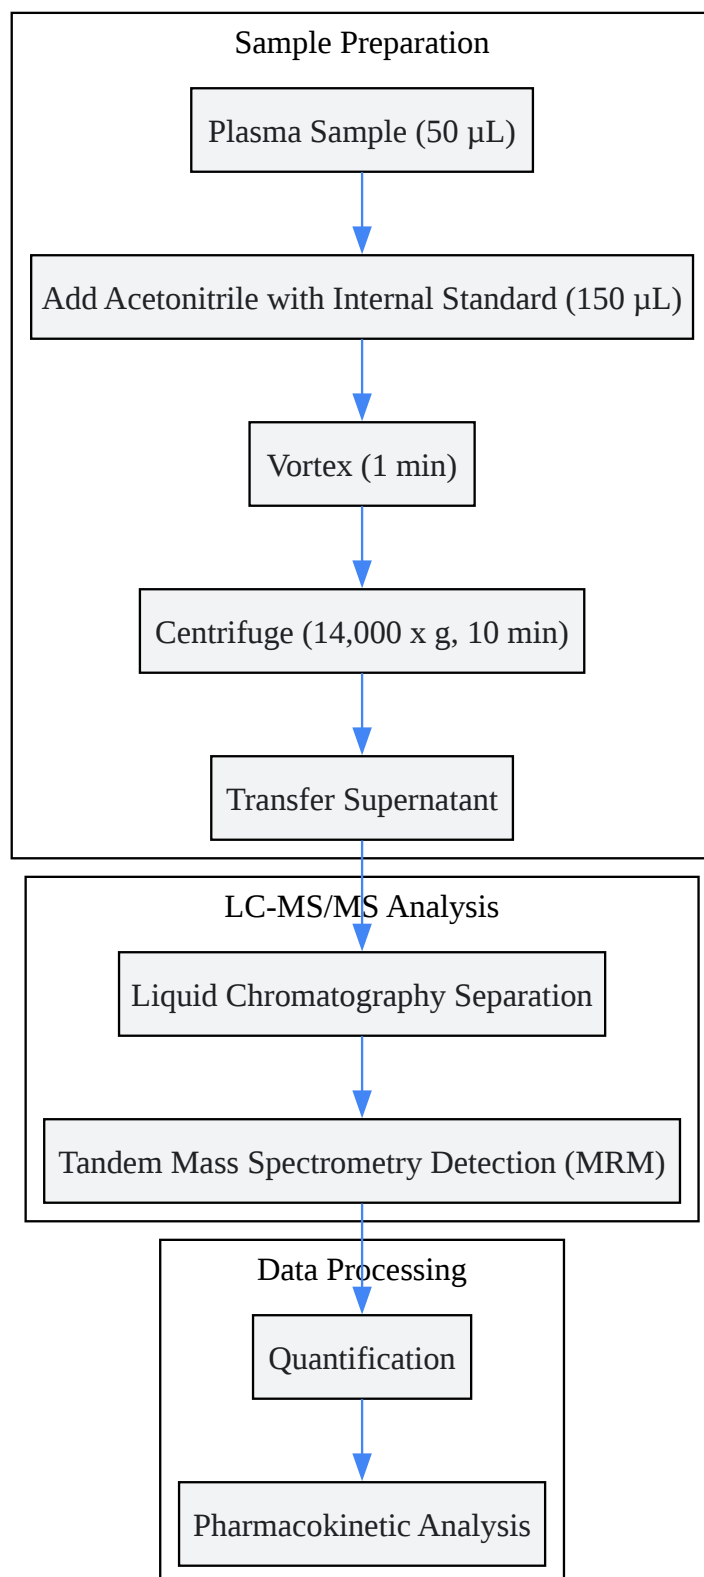 Sample Preparation
Plasma Sample (50 µL)
Add Acetonitrile with Internal Standard (150 µL)
Vortex (1 min)
Centrifuge (14,000 x g, 10 min)
Transfer Supernatant
LC-MS/MS Analysis
Liquid Chromatography Separation
Tandem Mass Spectrometry Detection (MRM)
Data Processing
Quantification
Pharmacokinetic Analysis